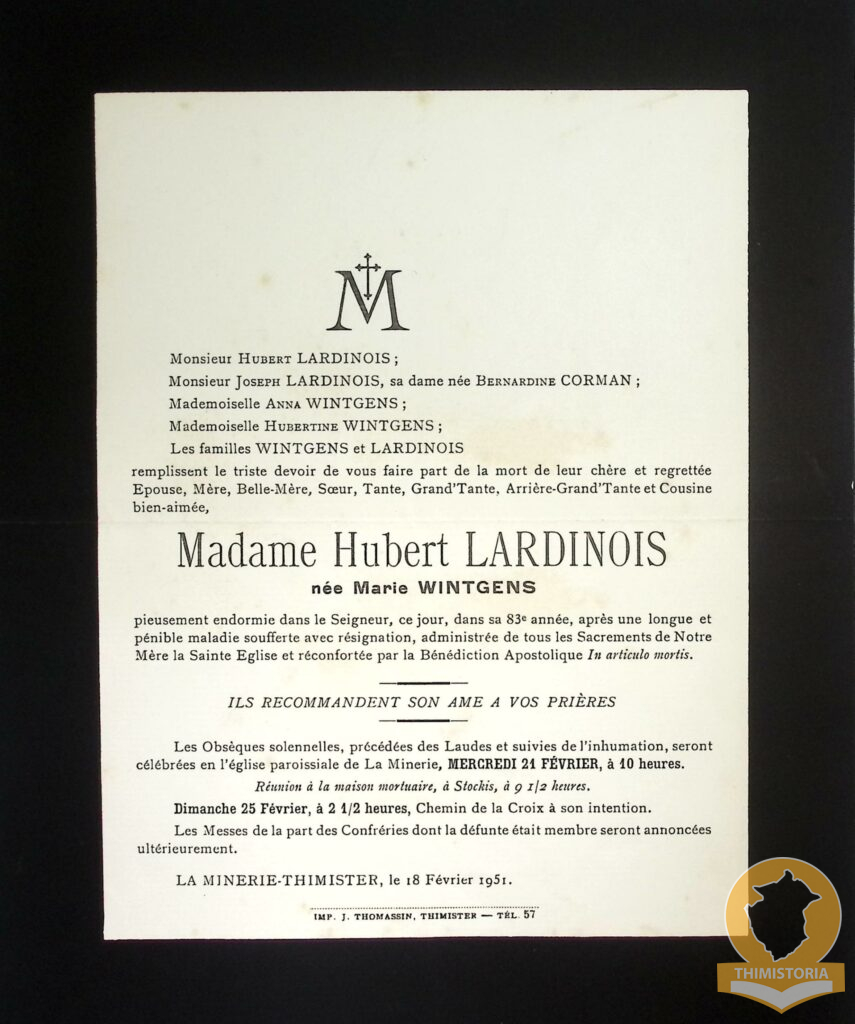 M
Monsieur Hubert LARDINOIS ;
Monsieur Joseph LARDINOIS, sa dame née Bernardine CORMAN ;
Mademoiselle Anna WINTGENS ;
Mademoiselle Hubertine WINTGENS ;
Les familles WINTGENS et LARDINOIS
remplissent le triste devoir de vous faire part de la mort de leur chère et regrettée
Epouse, Mère, Belle-Mère, Sœur, Tante, Grand'Tante, Arrière-Grand'Tante et Cousine
bien-aimée,
Madame Hubert LARDINOIS
née Marie WINTGENS
pieusement endormie dans le Seigneur, ce jour, dans sa 83e année, après une longue et
pénible maladie soufferte avec résignation, administrée de tous les Sacrements de Notre
Mère la Sainte Eglise et réconfortée par la Bénédiction Apostolique In articulo mortis.
ILS RECOMMANDENT SON AME A VOS PRIÈRES
Les Obsèques solennelles, précédées des Laudes et suivies de l'inhumation, seront
célébrées en l'église paroissiale de La Minerie, MERCREDI 21 FÉVRIER, à 10 heures.
Réunion à la maison mortuaire, à Stockis, à 9 1/2 heures.
Dimanche 25 Février, à 2 1/2 heures, Chemin de la Croix à son intention.
Les Messes de la part des Confréries dont la défunte était membre seront annoncées
ultérieurement.
LA MINERIE-THIMISTER, le 18 Février 1951.
IMP. J. THOMASSIN, THIMISTER — TÉL. 57
THIMISTORIA